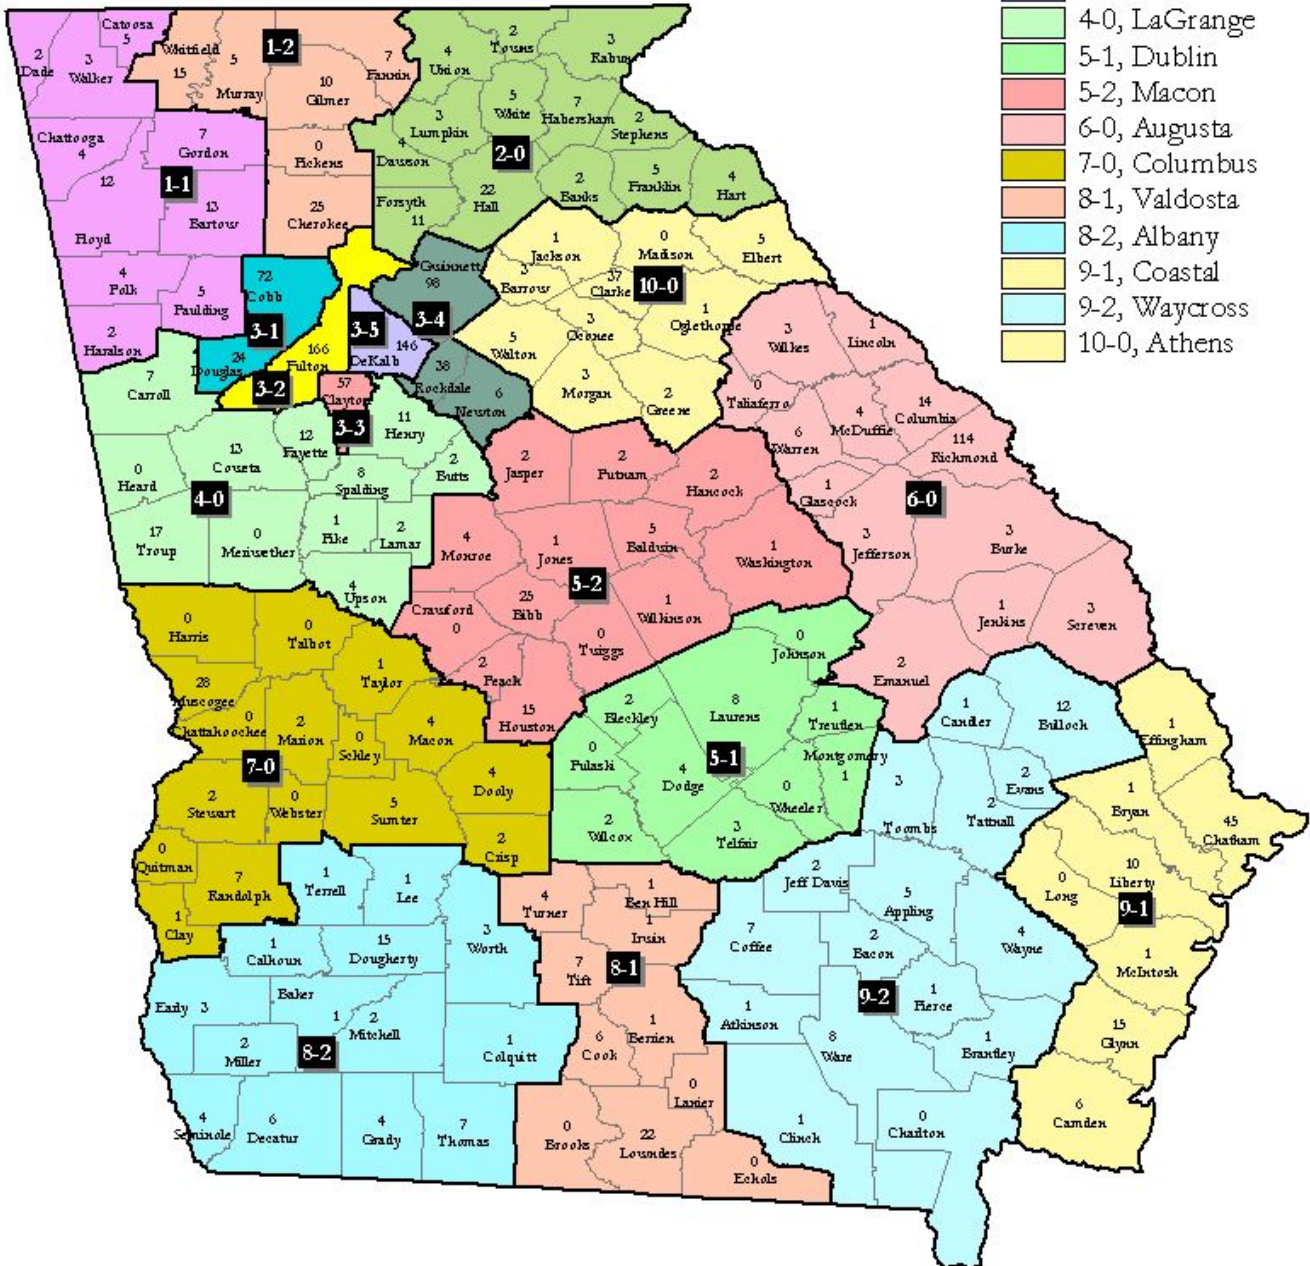 4-0, LaGrange
5-1, Dublin
5-2, Macon
6-0, Augusta
7-0, Columbus
8-1, Valdosta
8-2, Albany
9-1, Coastal
9-2, Waycross
10-0, Athens
Catoosa
5
2
Dade
3
Walker
Whitfield
15
5
Murray
1-2
10
Gilmer
7
Fannin
4
Union
2
Towns
3
Rabun
Chattooga
4
7
Gordon
1-1
12
Floyd
13
Bartow
0
Pickens
25
Cherokee
3
Lumpkin
5
White
7
Habersham
2
Stephens
4
Dawson
2-0
Forsyth
11
22
Hall
2
Banks
5
Franklin
4
Hart
4
Polk
5
Paulding
2
Haralson
72
Cobb
3-1
24
Douglas
166
Fulton
3-2
3-5
146
DeKalb
Gwinnett
98
3-4
38
Rockdale
6
Newton
57
Clayton
3-3
1
Jackson
0
Madison
5
Elbert
3
Barrow
37
Clarke
10-0
3
Oconee
1
Oglethorpe
5
Walton
3
Morgan
2
Greene
3
Wilkes
1
Lincoln
0
Taliaferro
4
McDuffie
14
Columbia
6
Warren
114
Richmond
1
Glascock
6-0
3
Jefferson
3
Burke
1
Jenkins
3
Screven
2
Emanuel
7
Carroll
0
Heard
13
Coweta
12
Fayette
11
Henry
8
Spalding
2
Butts
4-0
17
Troup
0
Meriwether
1
Pike
2
Lamar
4
Upson
2
Jasper
2
Putnam
2
Hancock
4
Monroe
1
Jones
5
Baldwin
1
Washington
5-2
Crawford
0
25
Bibb
1
Wilkinson
0
Twiggs
2
Peach
15
Houston
0
Harris
0
Talbot
1
Taylor
28
Muscogee
0
Chattahoochee
2
Marion
0
Schley
4
Macon
7-0
2
Stewart
0
Webster
5
Sumter
4
Dooly
2
Crisp
0
Quitman
7
Randolph
1
Clay
0
Johnson
2
Bleckley
8
Laurens
1
Treutlen
0
Pulaski
4
Dodge
5-1
Montgomery
1
0
Wheeler
2
Wilcox
3
Telfair
1
Candler
12
Bulloch
3
Toombs
2
Evans
2
Tattnall
1
Effingham
1
Bryan
45
Chatham
0
Long
10
Liberty
9-1
1
McIntosh
15
Glynn
6
Camden
1
Terrell
1
Lee
3
Worth
1
Calhoun
15
Dougherty
Early 3
Baker
1
2
Mitchell
2
Miller
8-2
1
Colquitt
4
Seminole
6
Decatur
4
Grady
7
Thomas
4
Turner
1
Ben Hill
1
Irwin
7
Tift
8-1
6
Cook
1
Berrien
0
Lanier
0
Brooks
22
Lowndes
0
Echols
2
Jeff Davis
5
Appling
7
Coffee
2
Bacon
4
Wayne
9-2
1
Pierce
1
Atkinson
8
Ware
1
Brantley
1
Clinch
0
Charlton